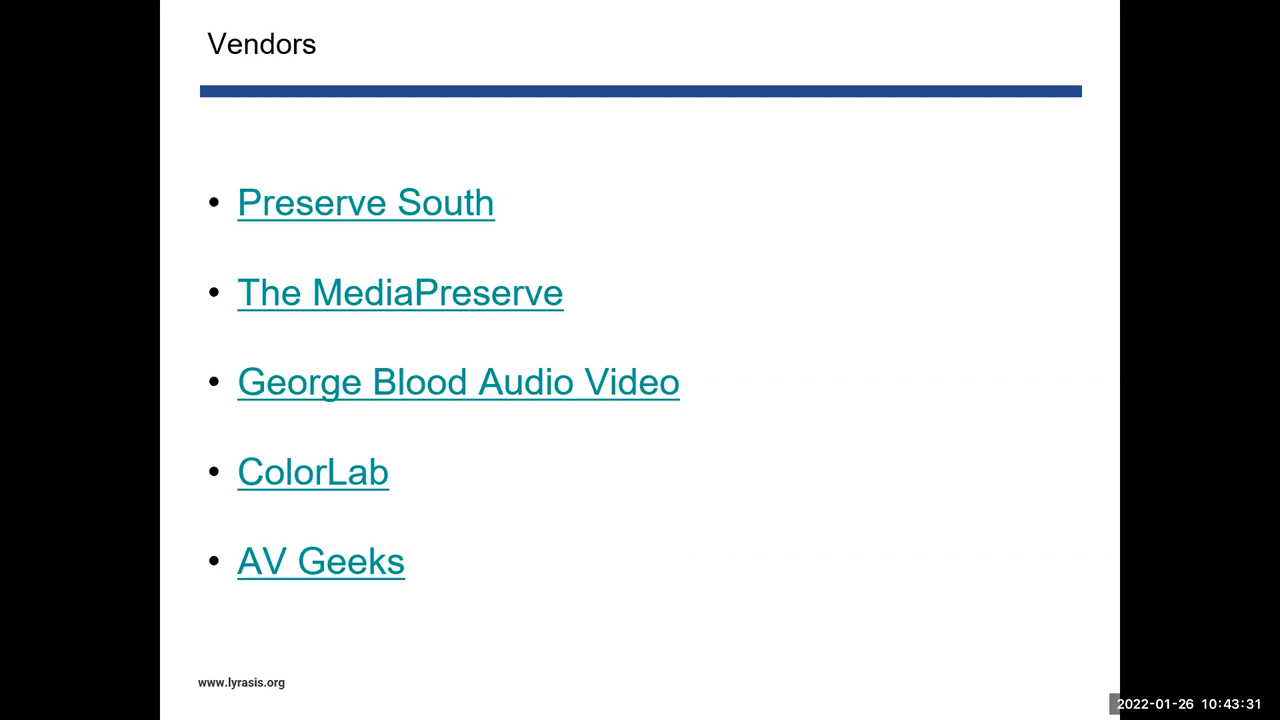 Vendors
• Preserve South
• The MediaPreserve
• George Blood Audio Video
• ColorLab
• AV Geeks
www.lyrasis.org
2022-01-26 10:43:31